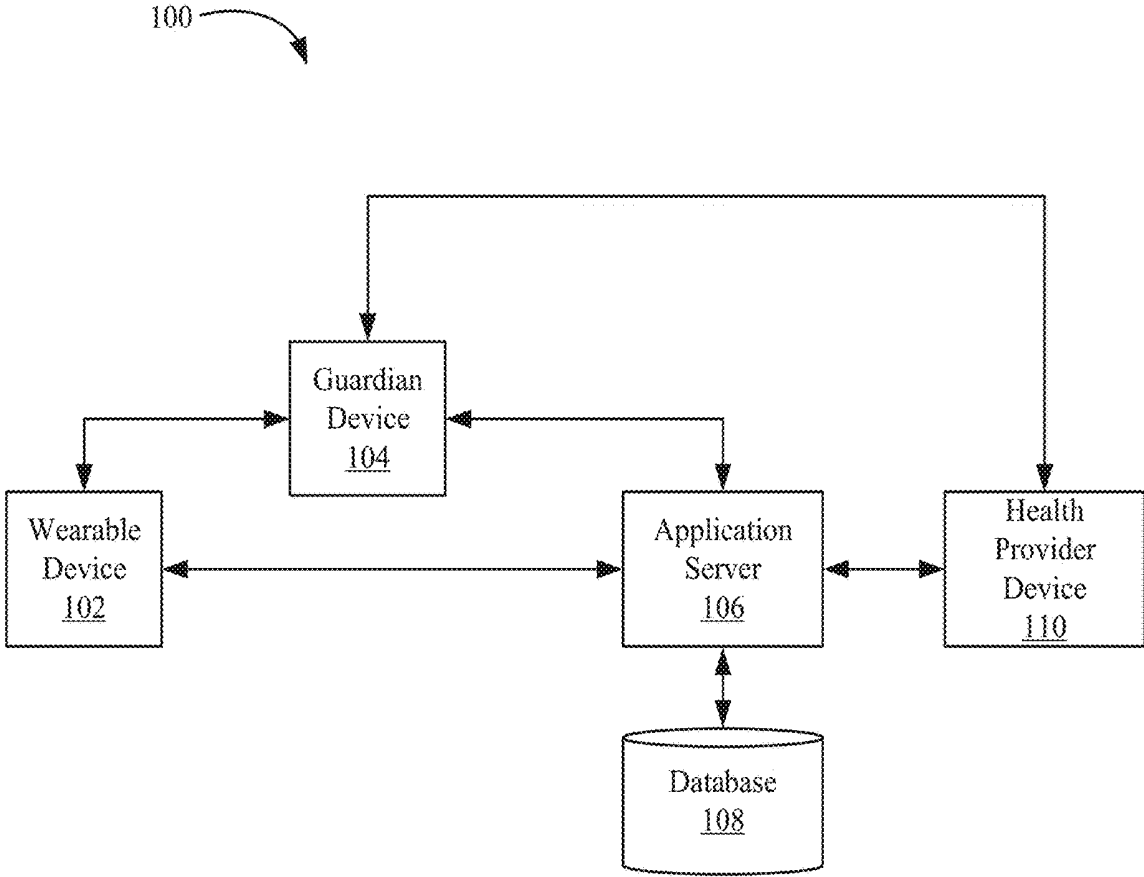 100
Guardian
Device
104
Wearable
Device
102
Application
Server
106
Health
Provider
Device
110
Database
108